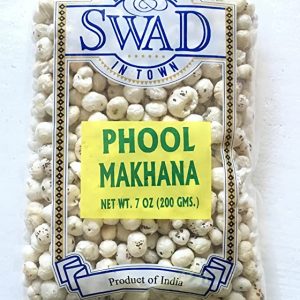 &
SWAD
IN TOWN
PHOOL
MAKHANA
NET WT. 7 OZ (200 GMS.)
Product of India